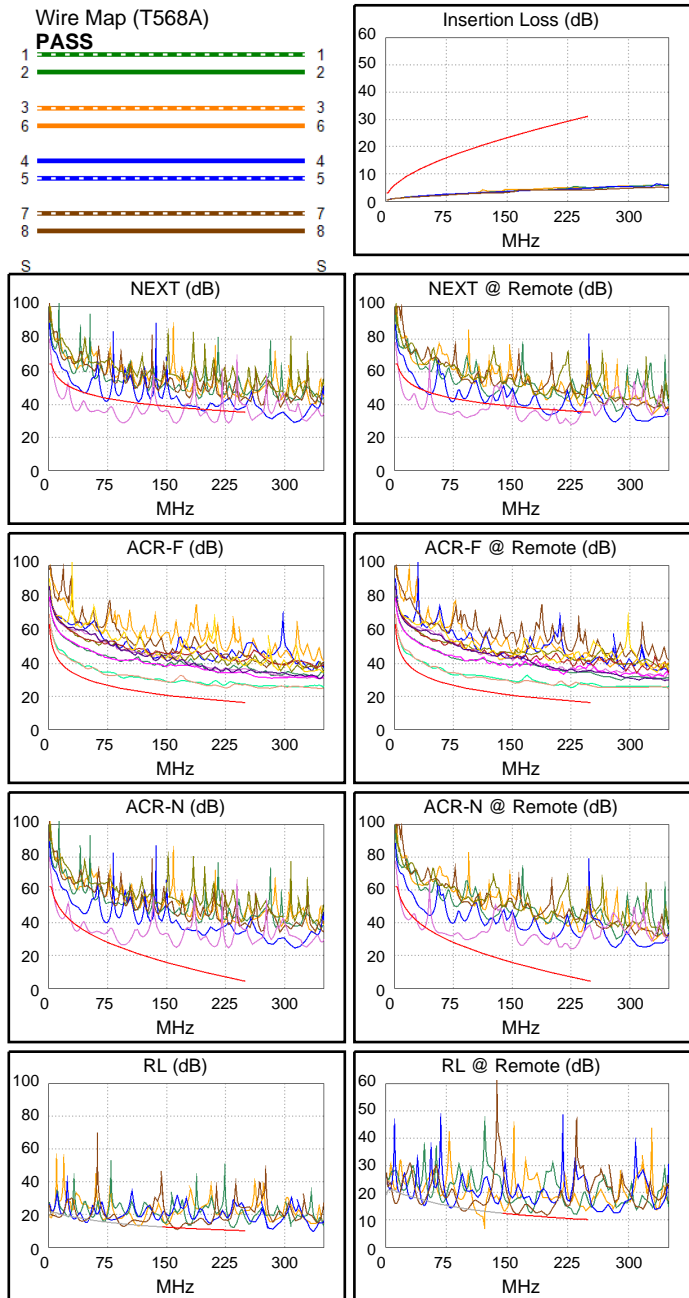 Wire Map (T568A)
PASS
1 1
2 2
3 3
6 6
4 4
5 5
7 7
8 8
S S
Insertion Loss (dB)
60
50
40
30
20
10
0
0 75 150 225 300
MHz
NEXT (dB)
100
80
60
40
20
0
0 75 150 225 300
MHz
NEXT @ Remote (dB)
100
80
60
40
20
0
0 75 150 225 300
MHz
ACR-F (dB)
100
80
60
40
20
0
0 75 150 225 300
MHz
ACR-F @ Remote (dB)
100
80
60
40
20
0
0 75 150 225 300
MHz
ACR-N (dB)
100
80
60
40
20
0
0 75 150 225 300
MHz
ACR-N @ Remote (dB)
100
80
60
40
20
0
0 75 150 225 300
MHz
RL (dB)
100
80
60
40
20
0
0 75 150 225 300
MHz
RL @ Remote (dB)
60
50
40
30
20
10
0
0 75 150 225 300
MHz